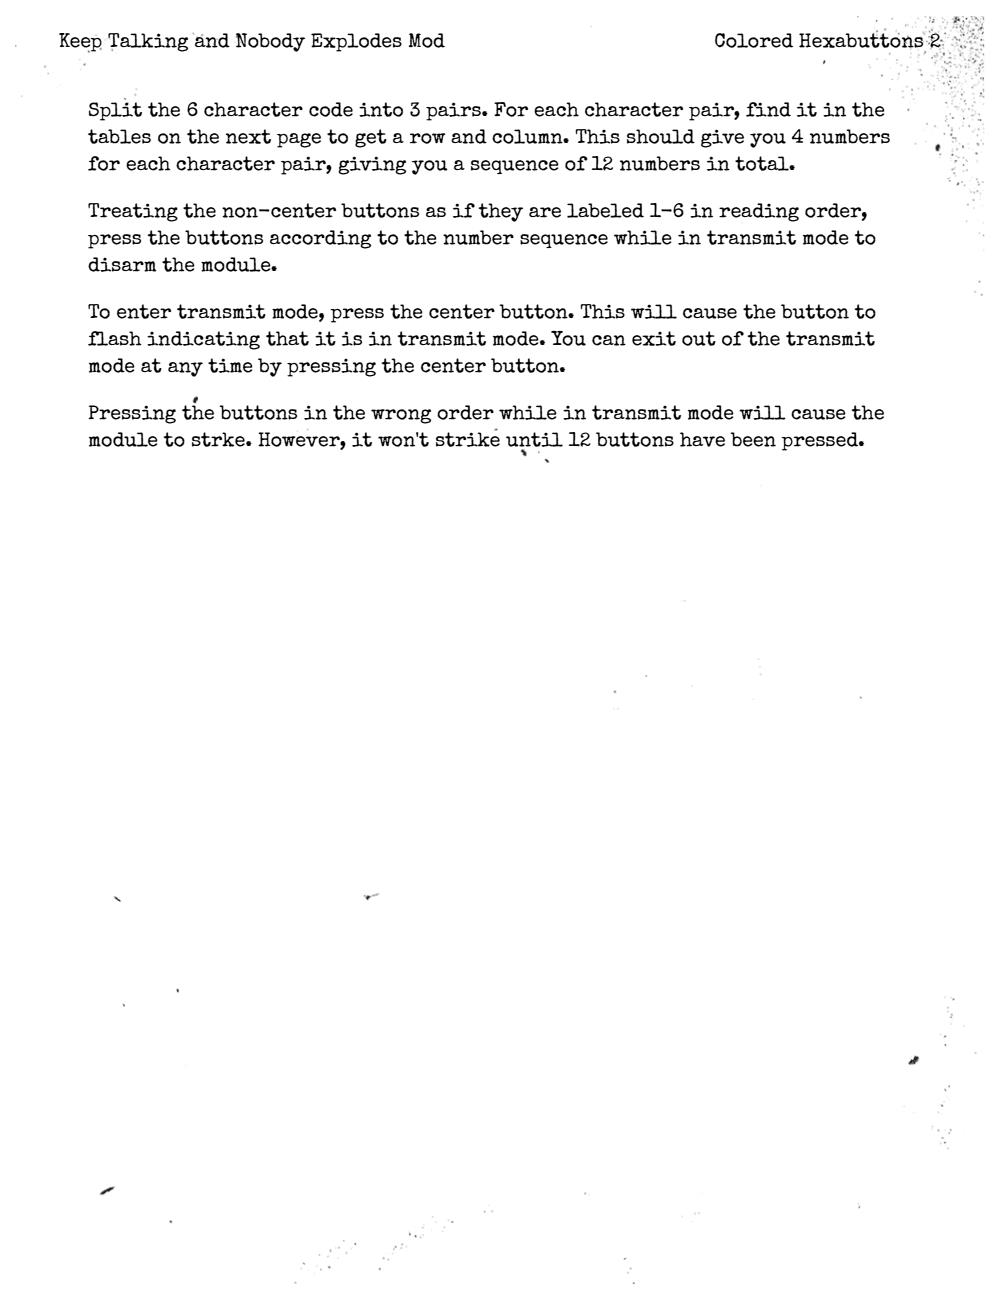 Keep Talking and Nobody Explodes Mod
Colored Hexabuttons 2
Split the 6 character code into 3 pairs. For each character pair, find it in the
tables on the next page to get a row and column. This should give you 4 numbers
for each character pair, giving you a sequence of 12 numbers in total.
Treating the non-center buttons as if they are labeled 1-6 in reading order,
press the buttons according to the number sequence while in transmit mode to
disarm the module.
To enter transmit mode, press the center button. This will cause the button to
flash indicating that it is in transmit mode. You can exit out of the transmit
mode at any time by pressing the center button.
Pressing the buttons in the wrong order while in transmit mode will cause the
module to strke. However, it won't strike until 12 buttons have been pressed.